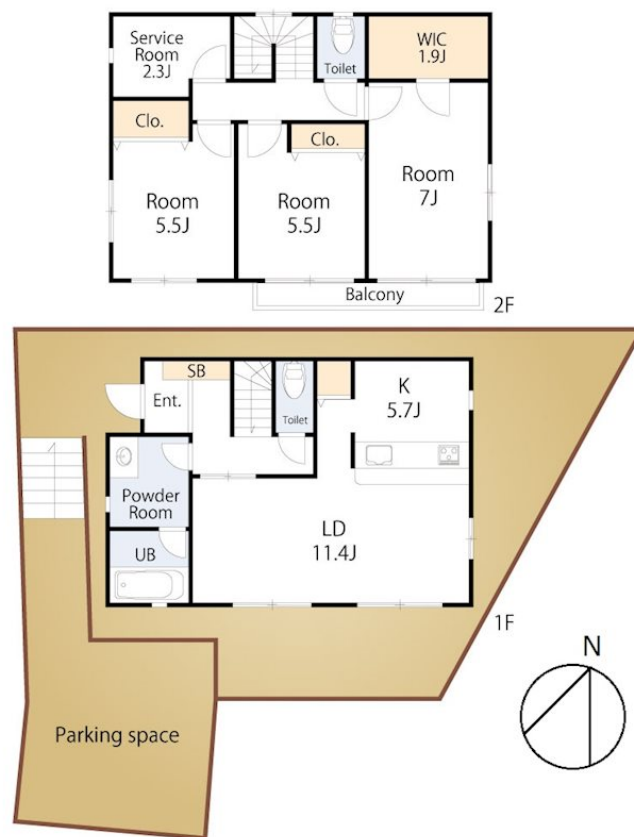 Service
Room
2.3J
Toilet
WIC
1.9J
Clo.
Clo.
Room
5.5J
Room
5.5J
Room
7J
Balcony
2F
SB
Ent.
Toilet
K
5.7J
Powder
Room
UB
LD
11.4J
1F
N
Parking space